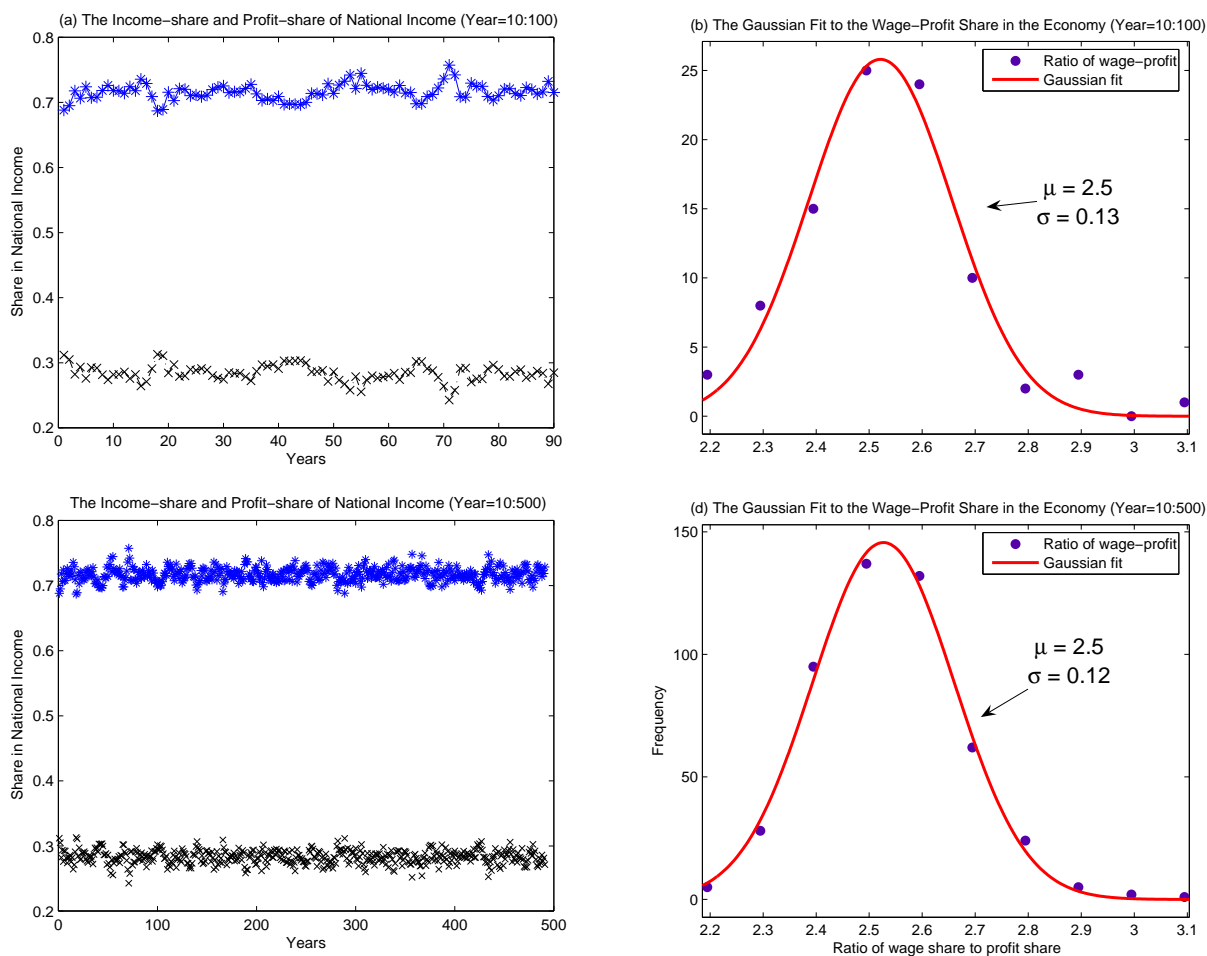 (a) The Income−share and Profit−share of National Income (Year=10:100)
0.8
0.7
0.6
0.5
0.4
0.3
0.2
Share in National Income
0 10 20 30 40 50 60 70 80 90
Years
(b) The Gaussian Fit to the Wage−Profit Share in the Economy (Year=10:100)
Ratio of wage−profit
Gaussian fit
25
20
15
10
5
0
μ = 2.5
σ = 0.13
2.2 2.3 2.4 2.5 2.6 2.7 2.8 2.9 3 3.1
The Income−share and Profit−share of National Income (Year=10:500)
0.8
0.7
0.6
0.5
0.4
0.3
0.2
Share in National Income
0 100 200 300 400 500
Years
(d) The Gaussian Fit to the Wage−Profit Share in the Economy (Year=10:500)
Ratio of wage−profit
Gaussian fit
150
100
50
0
Frequency
μ = 2.5
σ = 0.12
2.2 2.3 2.4 2.5 2.6 2.7 2.8 2.9 3 3.1
Ratio of wage share to profit share